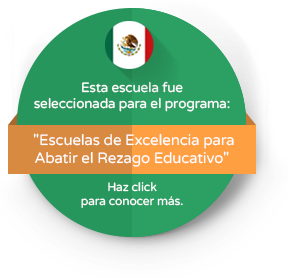 Esta escuela fue
seleccionada para el programa:
"Escuelas de Excelencia para
Abatir el Rezago Educativo"
Haz click
para conocer más.